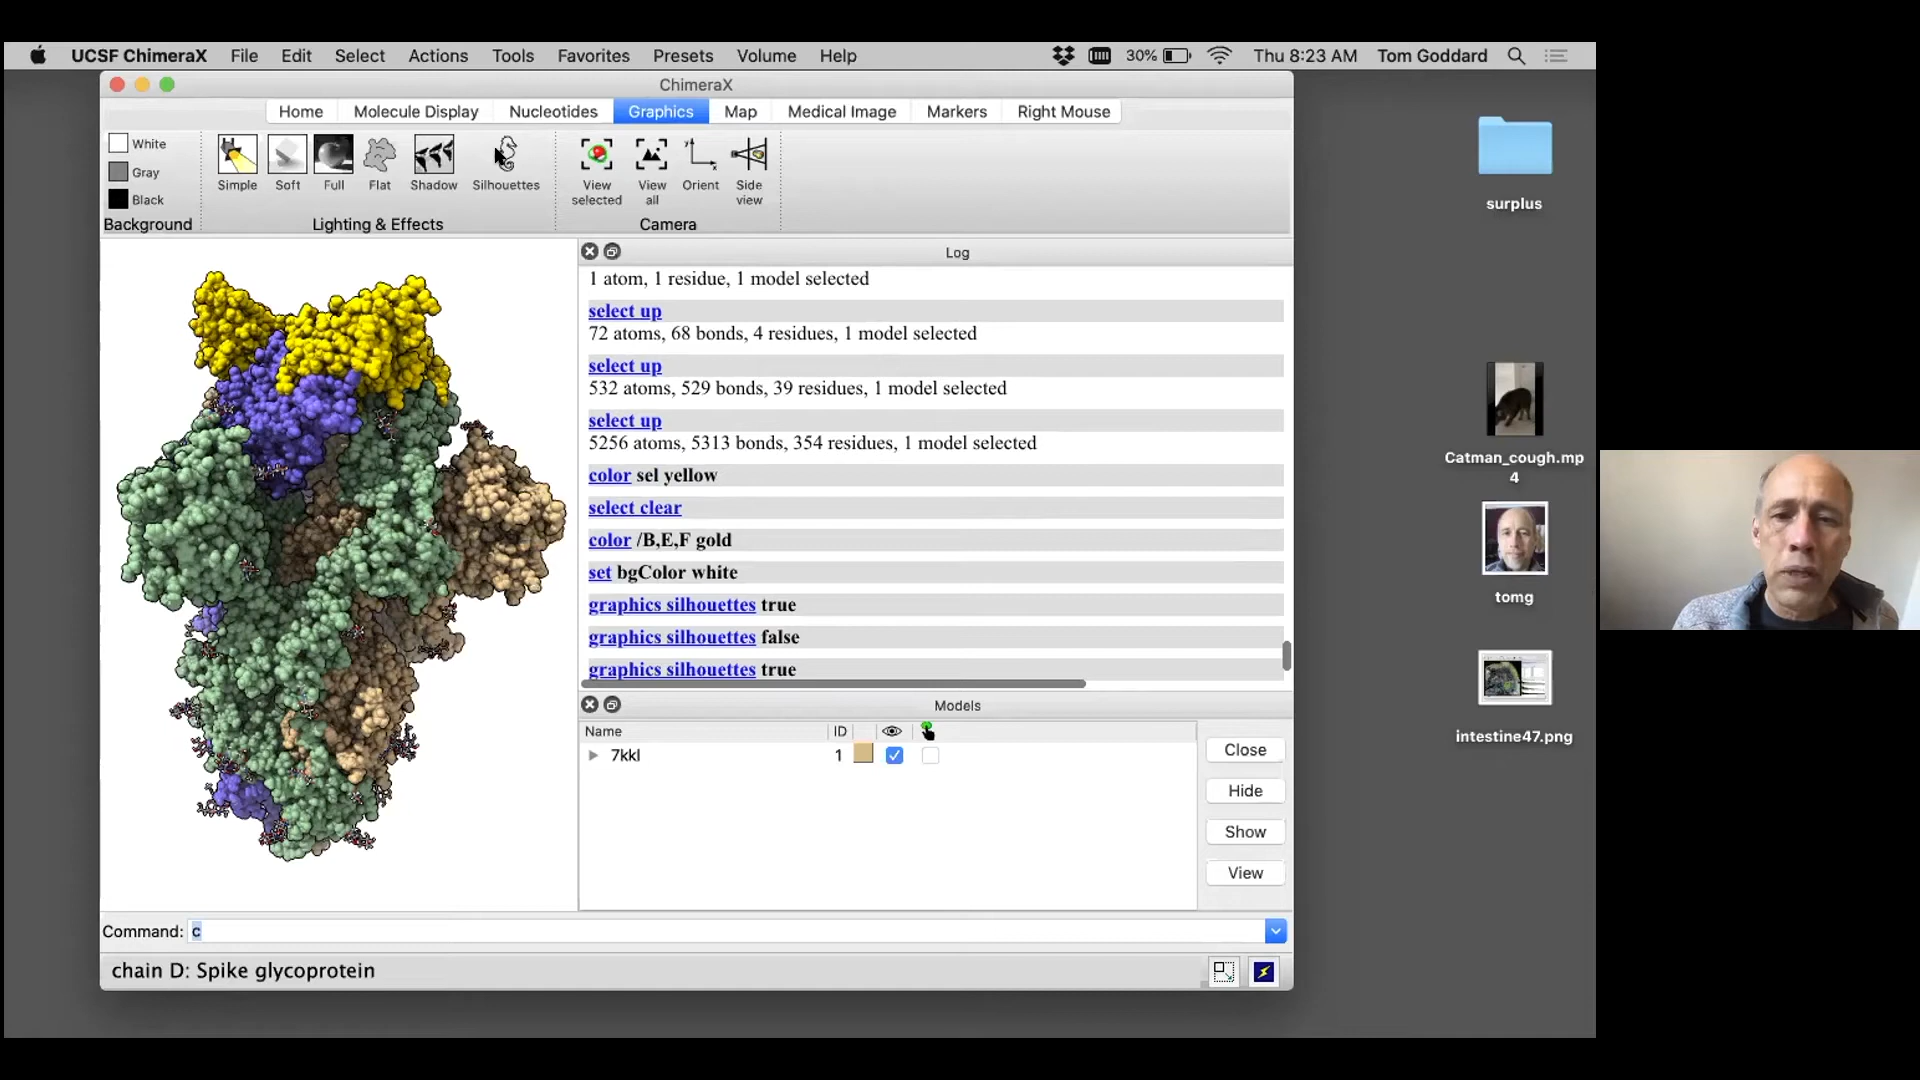 UCSF ChimeraX File Edit Select Actions Tools Favorites Presets Volume Help 30% Thu 8:23 AM Tom Goddard
ChimeraX
Home Molecule Display Nucleotides Graphics Map Medical Image Markers Right Mouse
White
Gray
Black
Background
Simple Soft Full Flat Shadow Silhouettes
Lighting & Effects
View selected
View all
Orient
Side view
Camera
Log
1 atom, 1 residue, 1 model selected
select up
72 atoms, 68 bonds, 4 residues, 1 model selected
select up
532 atoms, 529 bonds, 39 residues, 1 model selected
select up
5256 atoms, 5313 bonds, 354 residues, 1 model selected
color sel yellow
select clear
color /B,E,F gold
set bgColor white
graphics silhouettes true
graphics silhouettes false
graphics silhouettes true
Models
Name ID
7kkl 1
Close
Hide
Show
View
Command: c
chain D: Spike glycoprotein
surplus
Catman_cough.mp
4
tomg
intestine47.png